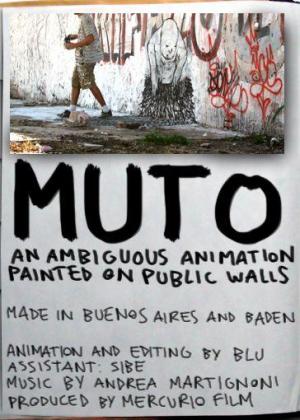 MUTO
AN AMBIGUOUS ANIMATION
PAINTED ON PUBLIC WALLS
MADE IN BUENOS AIRES AND BADEN
ANIMATION AND EDITING BY BLU
ASSISTANT: SIBE
MUSIC BY ANDREA MARTIGNONI
PRODUCED BY MERCURIO FILM